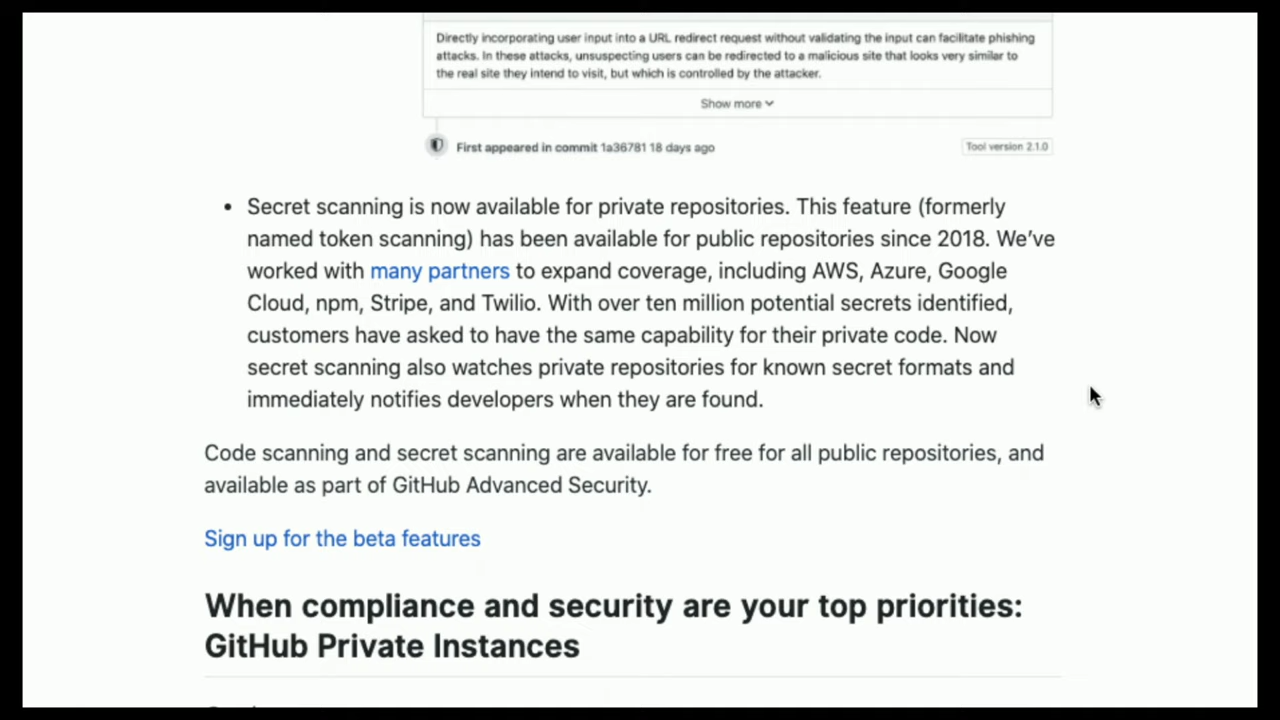 Directly incorporating user input into a URL redirect request without validating the input can facilitate phishing
attacks. In these attacks, unsuspecting users can be redirected to a malicious site that looks very similar to
the real site they intend to visit, but which is controlled by the attacker.
Show more
First appeared in commit 1a36781 18 days ago
Tool version 2.1.0
• Secret scanning is now available for private repositories. This feature (formerly
named token scanning) has been available for public repositories since 2018. We’ve
worked with many partners to expand coverage, including AWS, Azure, Google
Cloud, npm, Stripe, and Twilio. With over ten million potential secrets identified,
customers have asked to have the same capability for their private code. Now
secret scanning also watches private repositories for known secret formats and
immediately notifies developers when they are found.
Code scanning and secret scanning are available for free for all public repositories, and
available as part of GitHub Advanced Security.
Sign up for the beta features
When compliance and security are your top priorities:
GitHub Private Instances